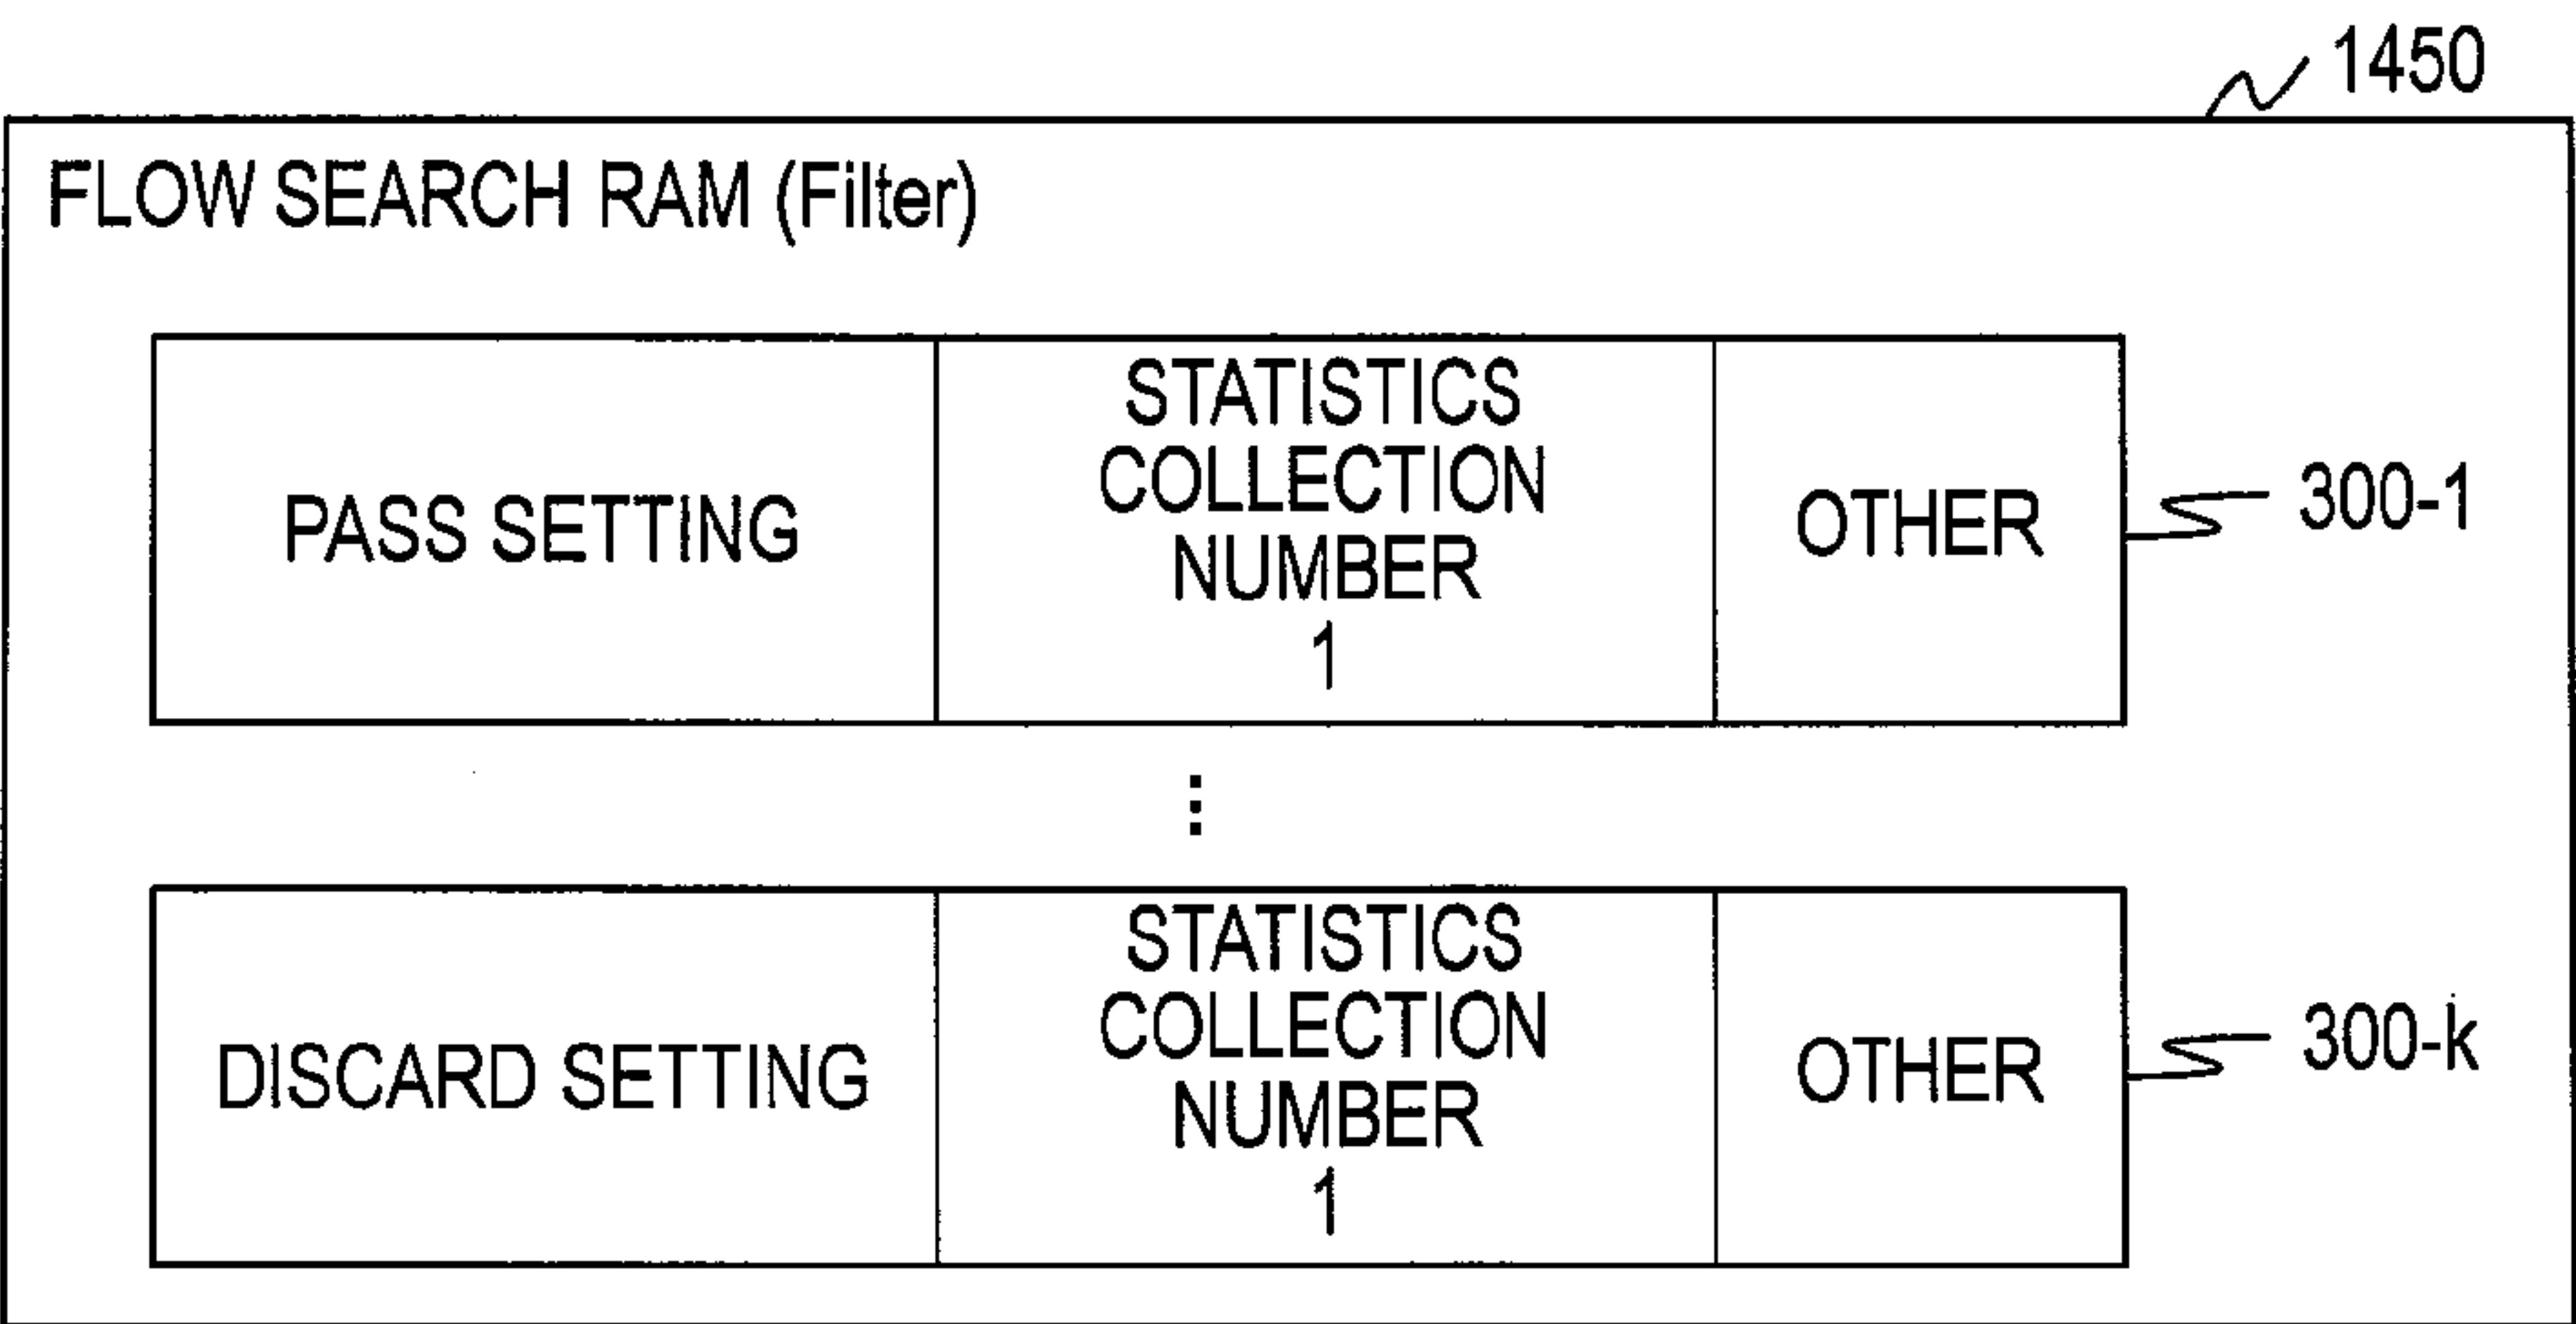 1450
FLOW SEARCH RAM (Filter)
STATISTICS
COLLECTION
NUMBER
1
PASS SETTING
OTHER
300-1
⋮
STATISTICS
COLLECTION
NUMBER
1
DISCARD SETTING
OTHER
300-k